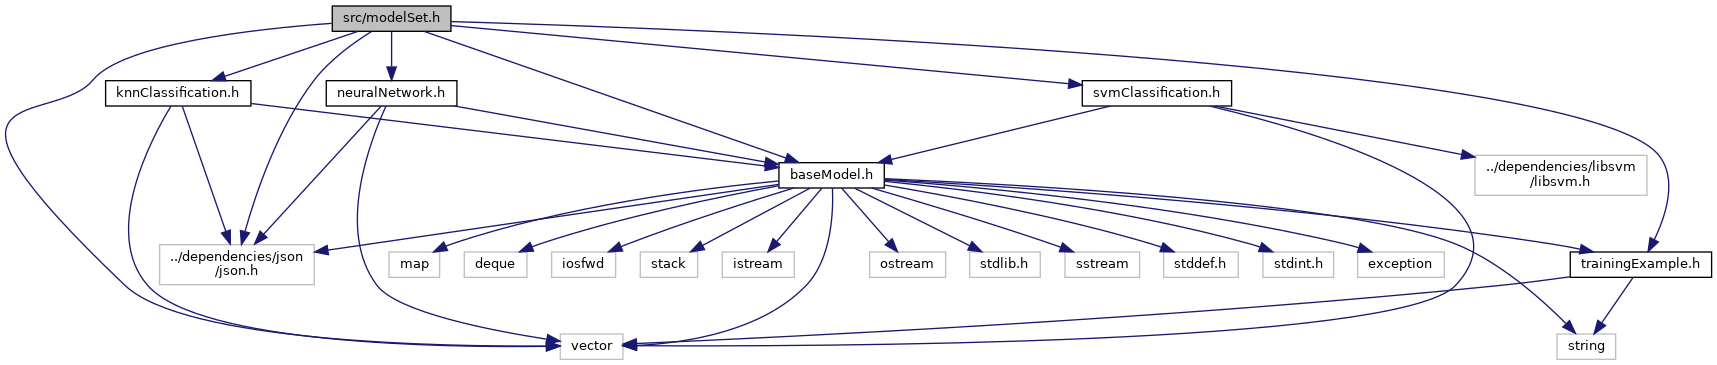 src/modelSet.h
knnClassification.h
neuralNetwork.h
svmClassification.h
baseModel.h
../dependencies/libsvm
/libsvm.h
../dependencies/json
/json.h
map
deque
iosfwd
stack
istream
ostream
stdlib.h
sstream
stddef.h
stdint.h
exception
trainingExample.h
vector
string